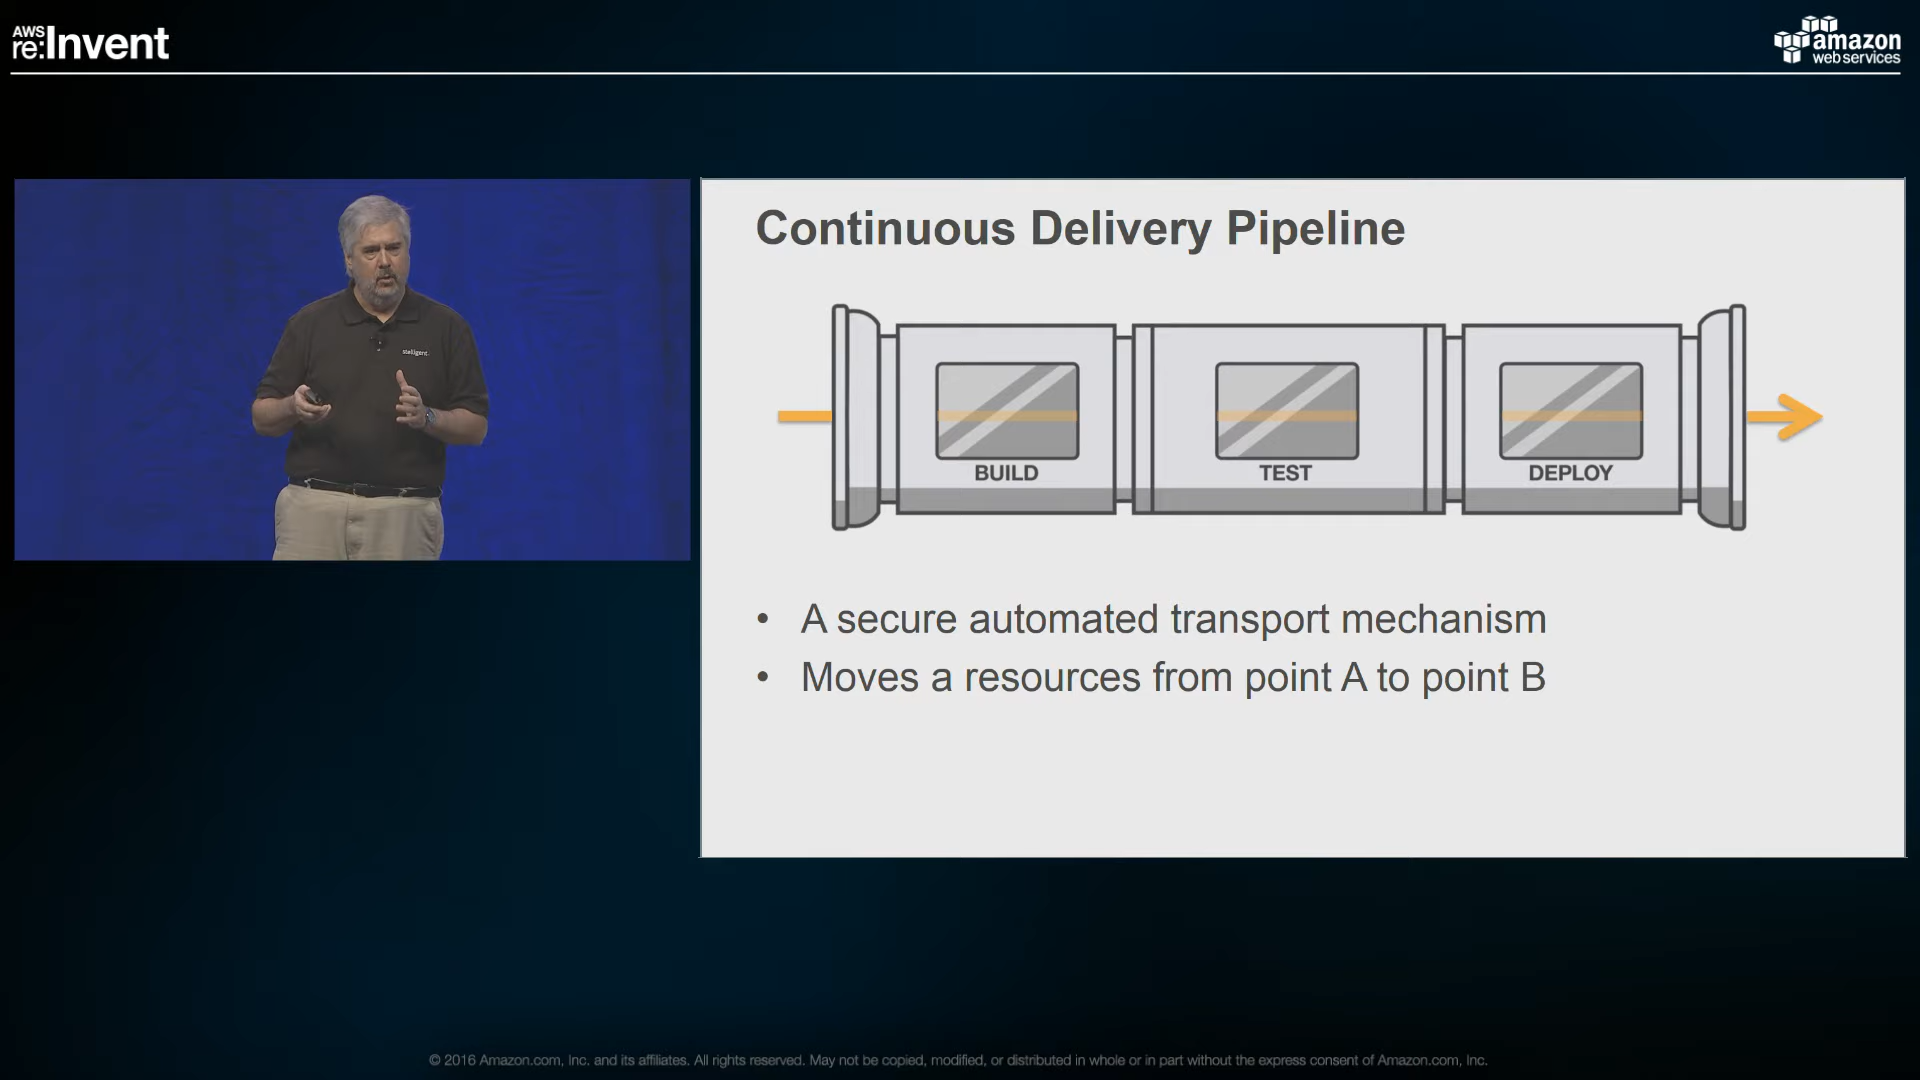 AWS
re:Invent
amazon
web services
stelligent
Continuous Delivery Pipeline
BUILD
TEST
DEPLOY
• A secure automated transport mechanism
• Moves a resources from point A to point B
© 2016 Amazon.com, Inc. and its affiliates. All rights reserved. May not be copied, modified, or distributed in whole or in part without the express consent of Amazon.com, Inc.